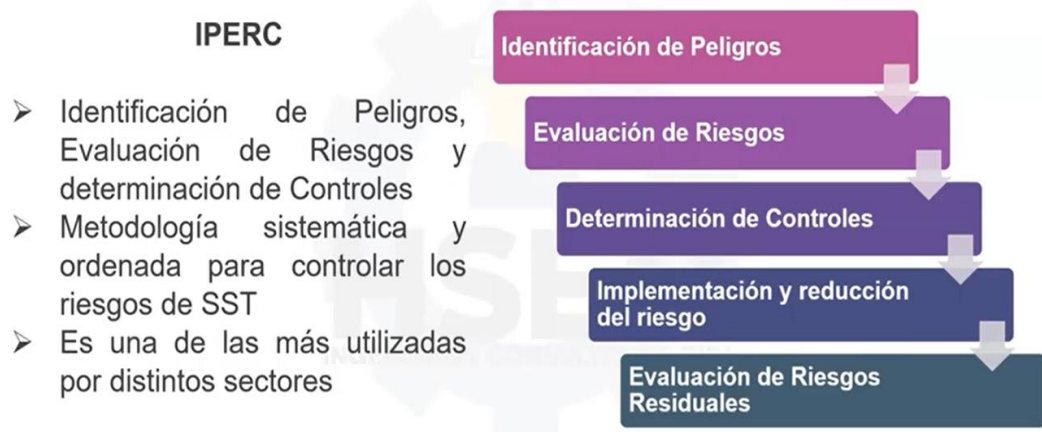 IPERC
➢ Identificación de Peligros,
Evaluación de Riesgos y
determinación de Controles
➢ Metodología sistemática y
ordenada para controlar los
riesgos de SST
➢ Es una de las más utilizadas
por distintos sectores
Identificación de Peligros
Evaluación de Riesgos
Determinación de Controles
Implementación y reducción
del riesgo
Evaluación de Riesgos
Residuales